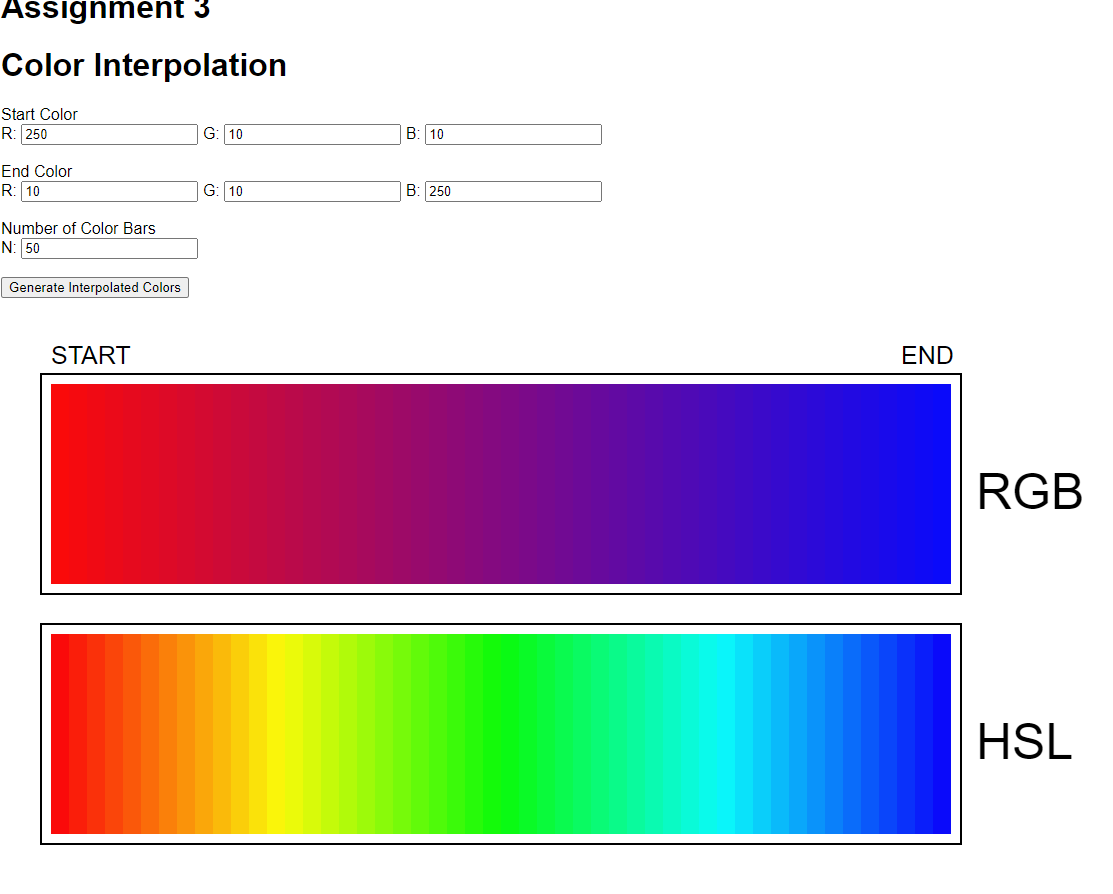 Assignment 3
Color Interpolation
Start Color
R: 250 G: 10 B: 10
End Color
R: 10 G: 10 B: 250
Number of Color Bars
N: 50
Generate Interpolated Colors
START END
RGB
HSL